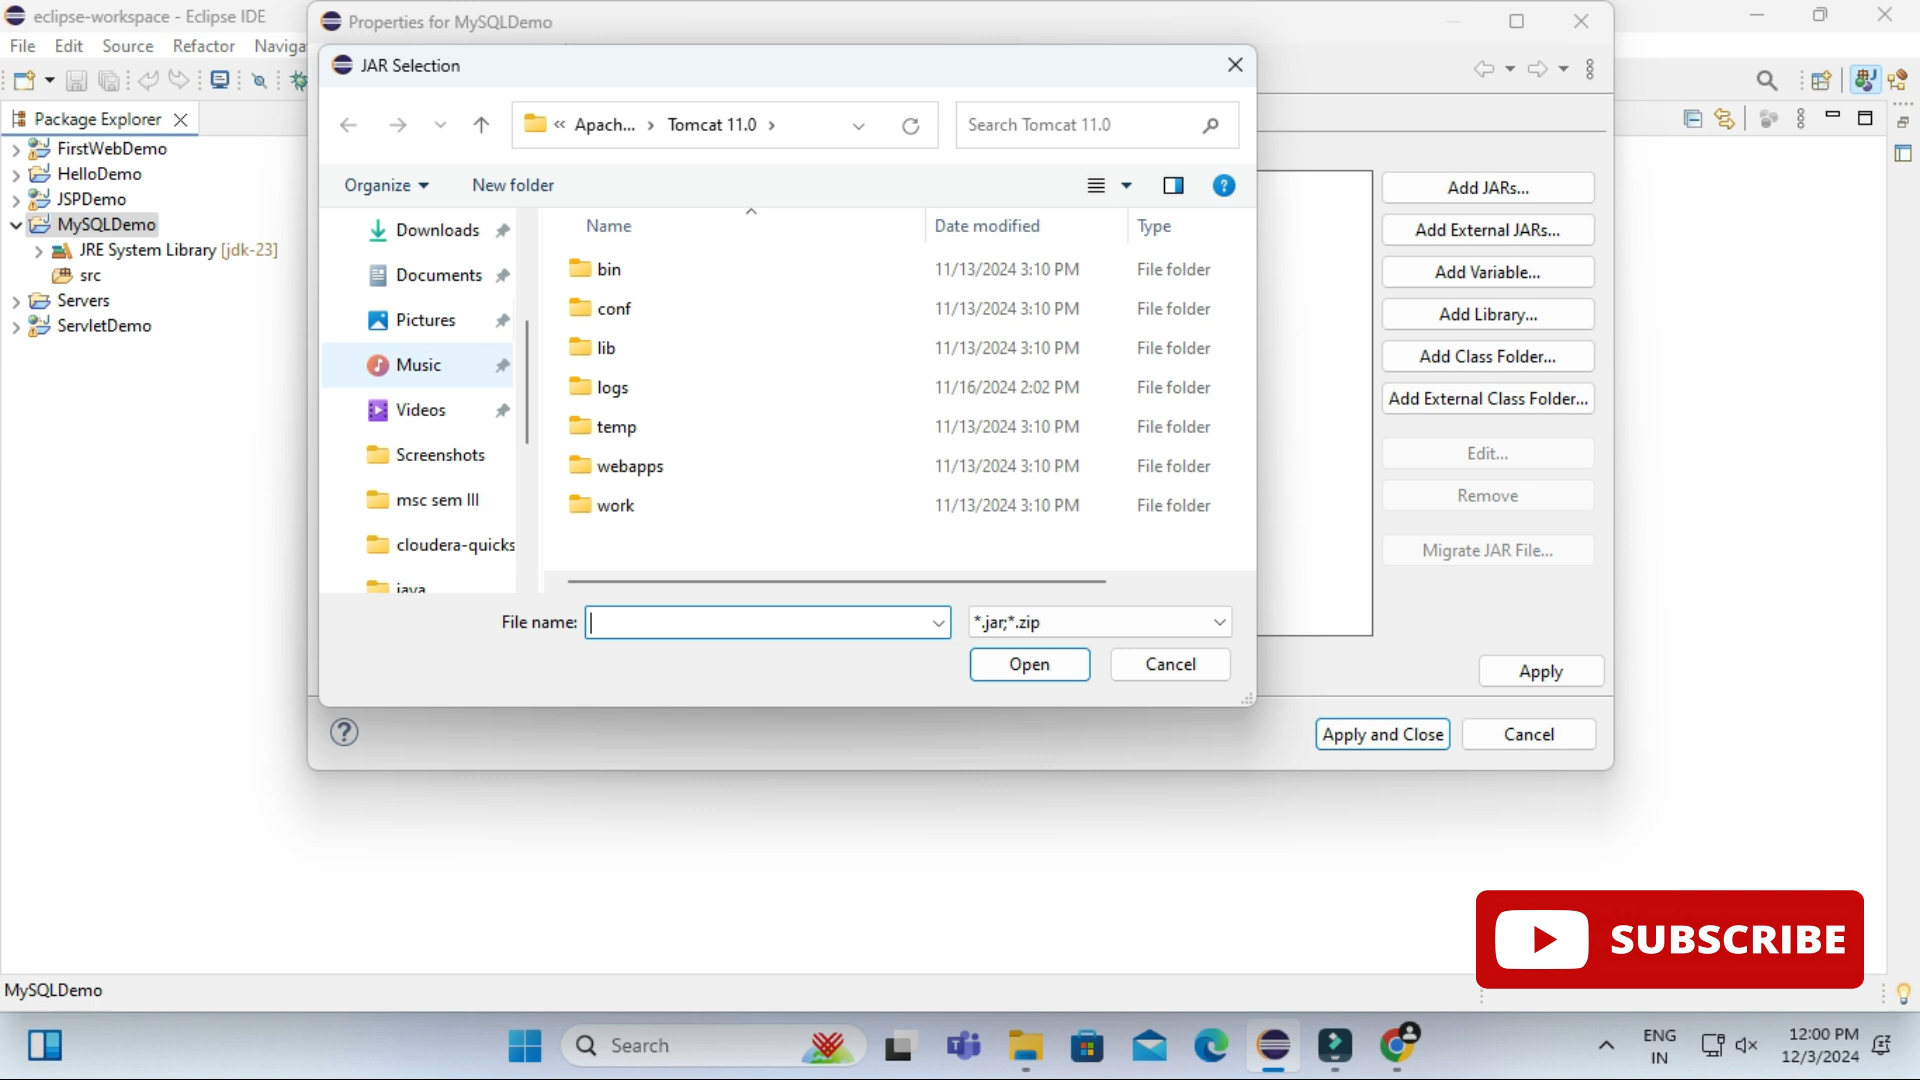 eclipse-workspace - Eclipse IDE
File Edit Source Refactor Naviga
Package Explorer
FirstWebDemo
HelloDemo
JSPDemo
MySQLDemo
JRE System Library [jdk-23]
src
Servers
ServletDemo
Properties for MySQLDemo
JAR Selection
« Apach... › Tomcat 11.0 ›
Search Tomcat 11.0
Organize New folder
Downloads
Documents
Pictures
Music
Videos
Screenshots
msc sem III
cloudera-quicks
java
Name Date modified Type
bin 11/13/2024 3:10 PM File folder
conf 11/13/2024 3:10 PM File folder
lib 11/13/2024 3:10 PM File folder
logs 11/16/2024 2:02 PM File folder
temp 11/13/2024 3:10 PM File folder
webapps 11/13/2024 3:10 PM File folder
work 11/13/2024 3:10 PM File folder
File name: *.jar;*.zip
Open Cancel
Add JARs...
Add External JARs...
Add Variable...
Add Library...
Add Class Folder...
Add External Class Folder...
Edit...
Remove
Migrate JAR File...
Apply
Apply and Close Cancel
SUBSCRIBE
MySQLDemo
Search
ENG
IN
12:00 PM
12/3/2024